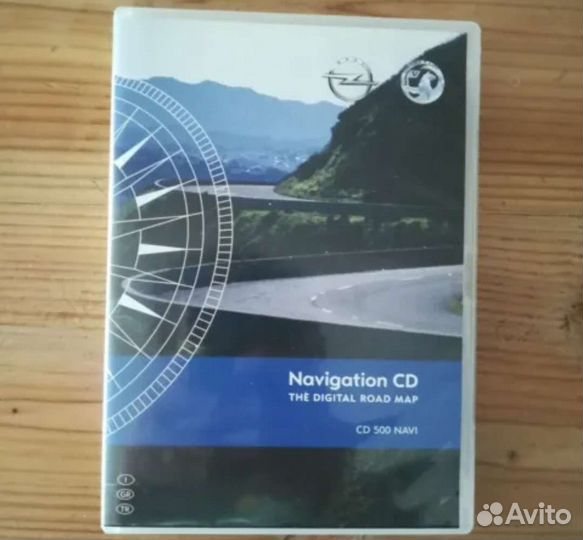 Navigation CD
THE DIGITAL ROAD MAP
CD 500 NAVI
I
GR
TR
Avito